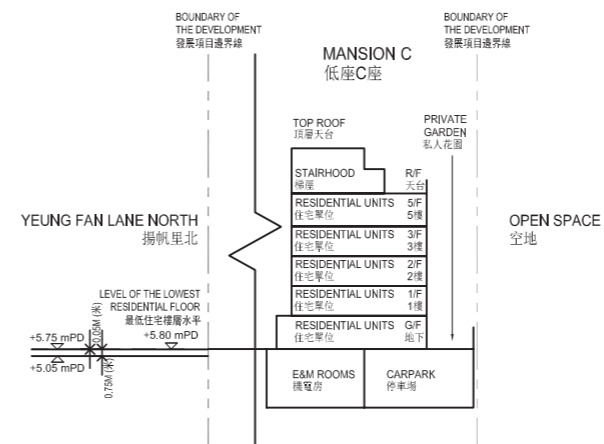 BOUNDARY OF
THE DEVELOPMENT
發展項目邊界線
BOUNDARY OF
THE DEVELOPMENT
發展項目邊界線
MANSION C
低座C座
TOP ROOF
頂層天台
PRIVATE
GARDEN
私人花園
STAIRHOOD R/F
梯屋 天台
RESIDENTIAL UNITS 5/F
住宅單位 5樓
RESIDENTIAL UNITS 3/F
住宅單位 3樓
RESIDENTIAL UNITS 2/F
住宅單位 2樓
RESIDENTIAL UNITS 1/F
住宅單位 1樓
RESIDENTIAL UNITS G/F
住宅單位 地下
YEUNG FAN LANE NORTH
揚帆里北
OPEN SPACE
空地
LEVEL OF THE LOWEST
RESIDENTIAL FLOOR
最低住宅樓層水平
+5.80 mPD
+5.75 mPD
+5.05 mPD
0.05M (米)
0.75M (米)
E&M ROOMS
機電房
CARPARK
停車場